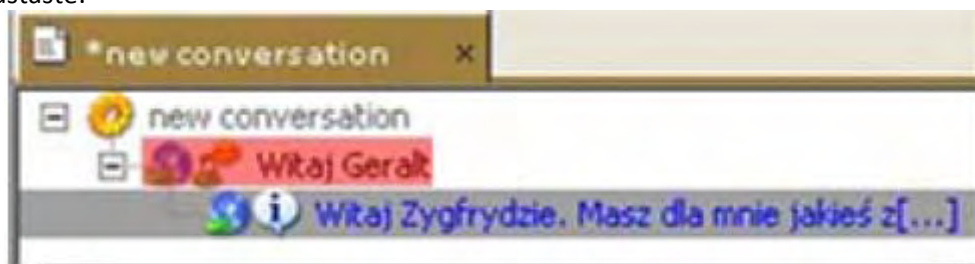 *new conversation ×
new conversation
Witaj Geralt
Witaj Zygfrydzie. Masz dla mnie jakieś z[...]